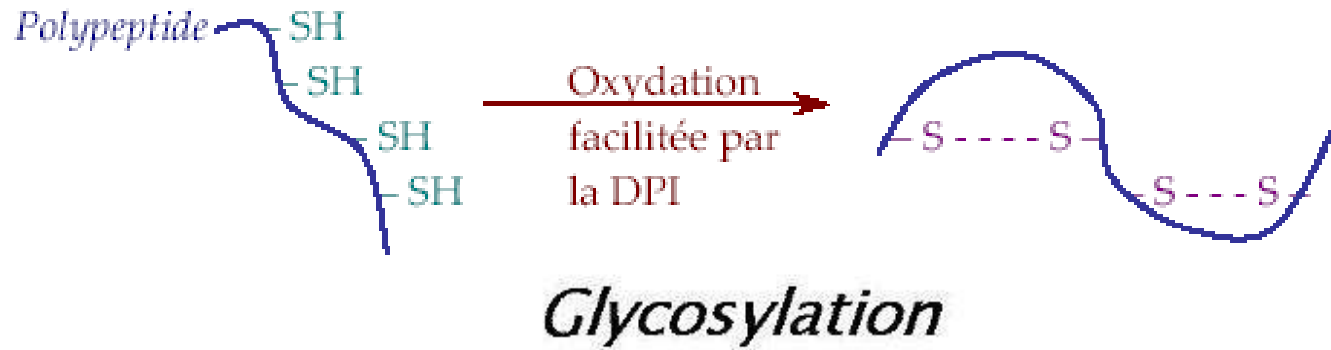 Polypeptide
SH
SH
SH
SH
Oxydation
facilitée par
la DPI
S - - - - - S
S - - - S
Glycosylation